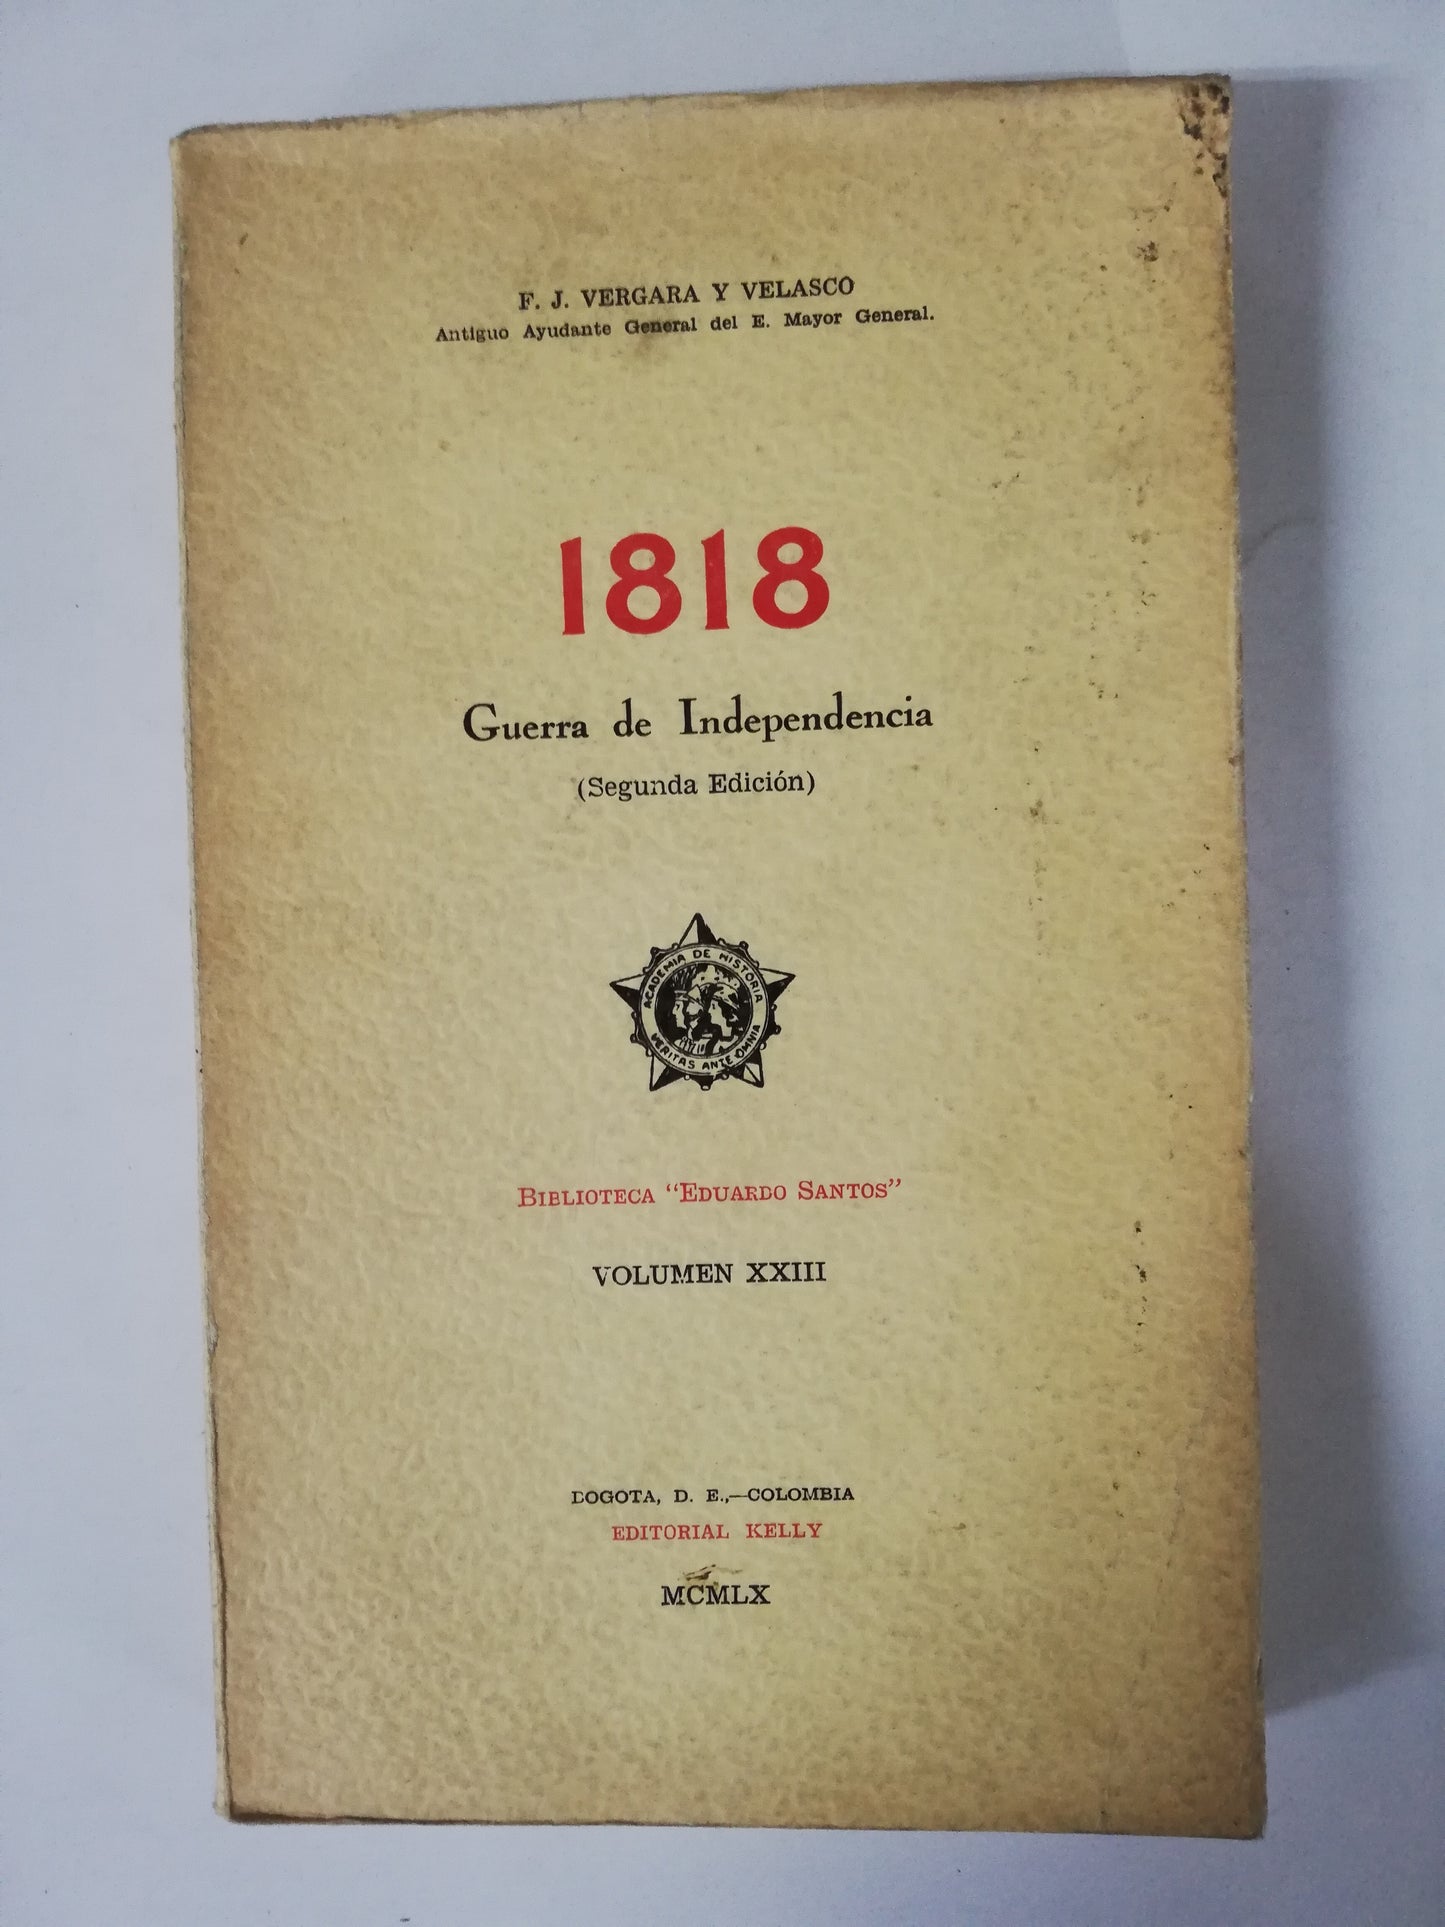 F. J. VERGARA Y VELASCO
Antiguo Ayudante General del E. Mayor General.
1818
Guerra de Independencia
(Segunda Edición)
ACADEMIA DE HISTORIA
VERITAS ANTE OMNIA
BIBLIOTECA "EDUARDO SANTOS"
VOLUMEN XXIII
BOGOTA, D. E.,—COLOMBIA
EDITORIAL KELLY
MCMLX